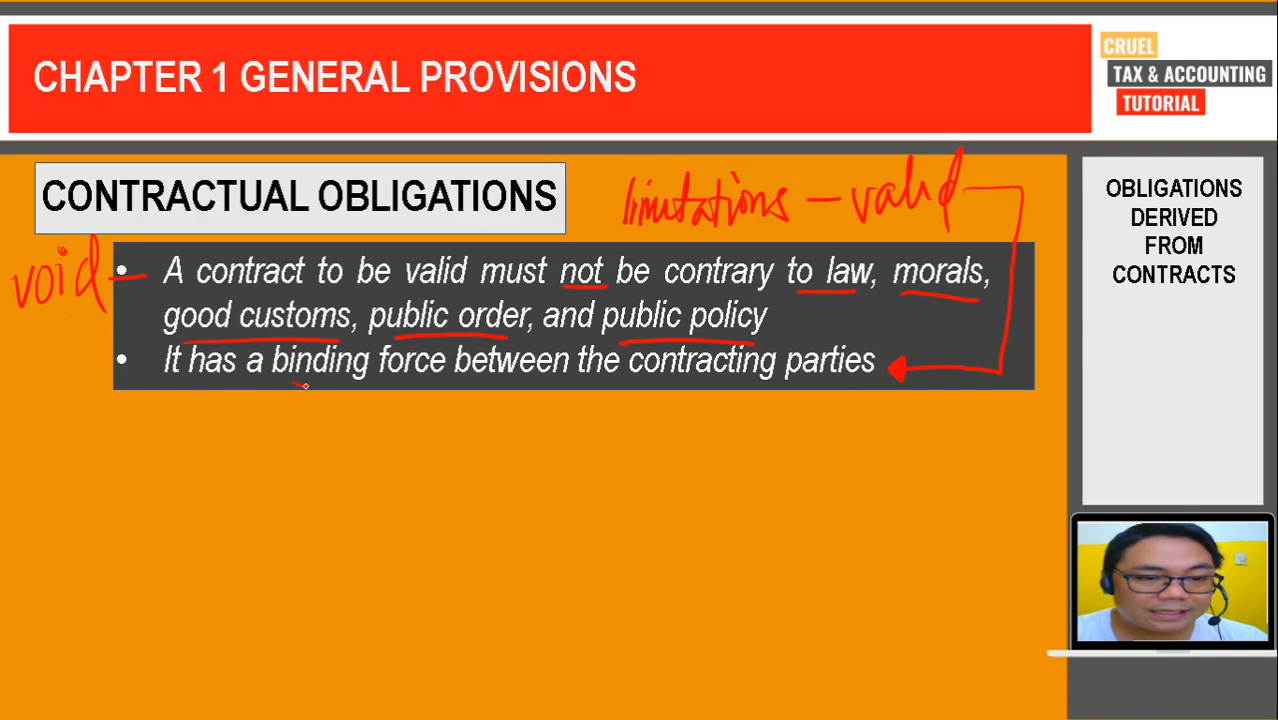 CRUEL
TAX & ACCOUNTING
TUTORIAL
CHAPTER 1 GENERAL PROVISIONS
CONTRACTUAL OBLIGATIONS
limitations – valid
void –
• A contract to be valid must not be contrary to law, morals,
good customs, public order, and public policy
• It has a binding force between the contracting parties
OBLIGATIONS
DERIVED
FROM
CONTRACTS